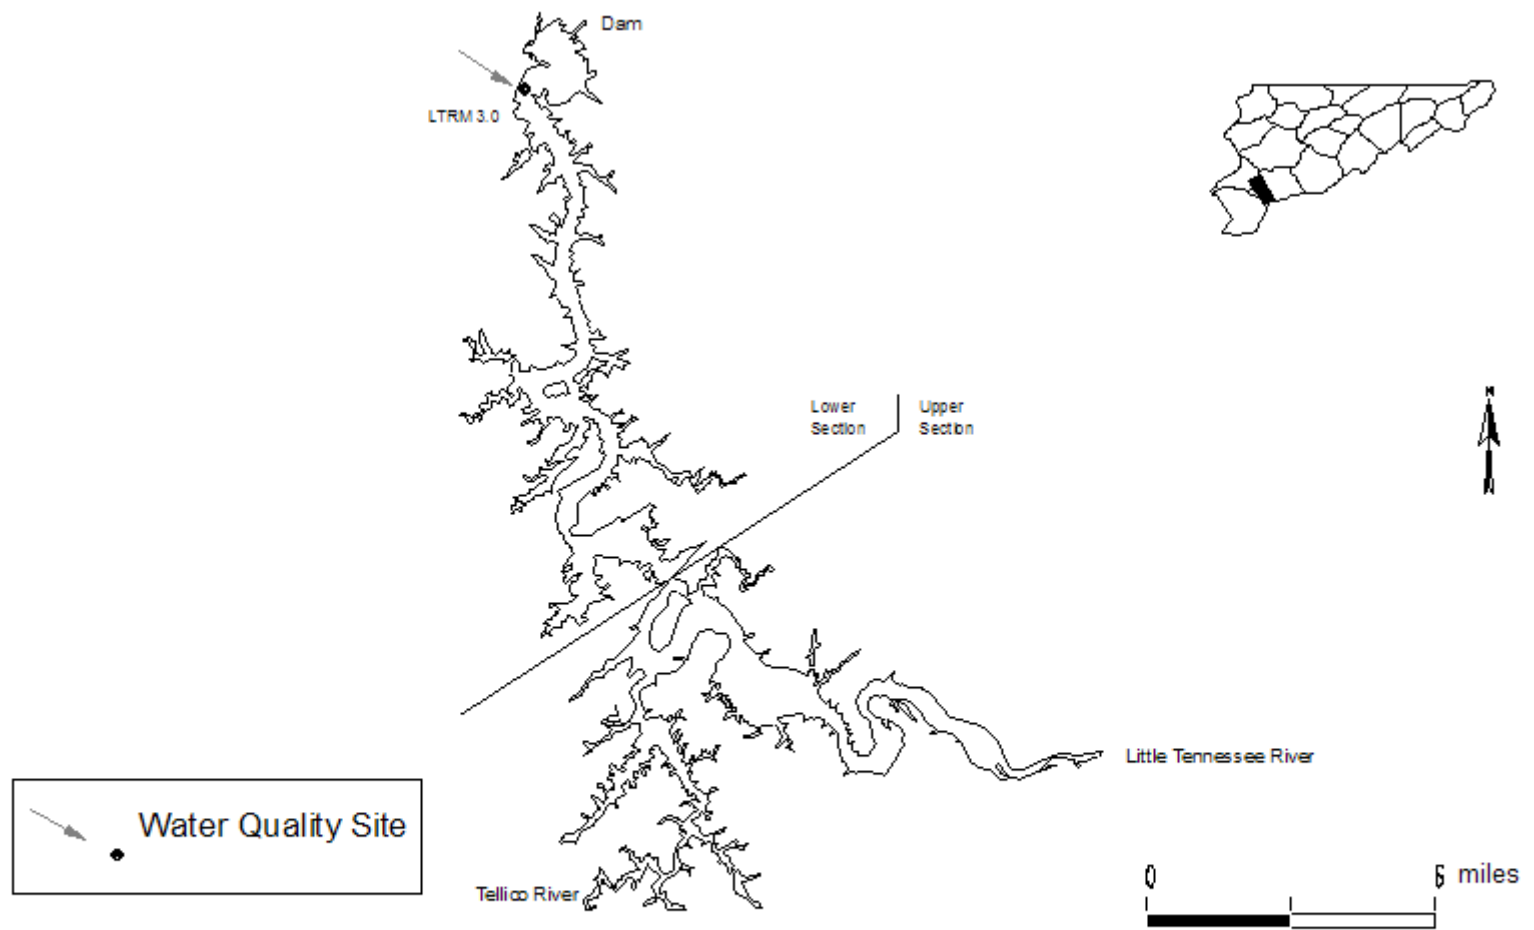 Dam
LTRM 3.0
Lower
Section
Upper
Section
N
Little Tennessee River
Water Quality Site
Tellico River
0
6 miles